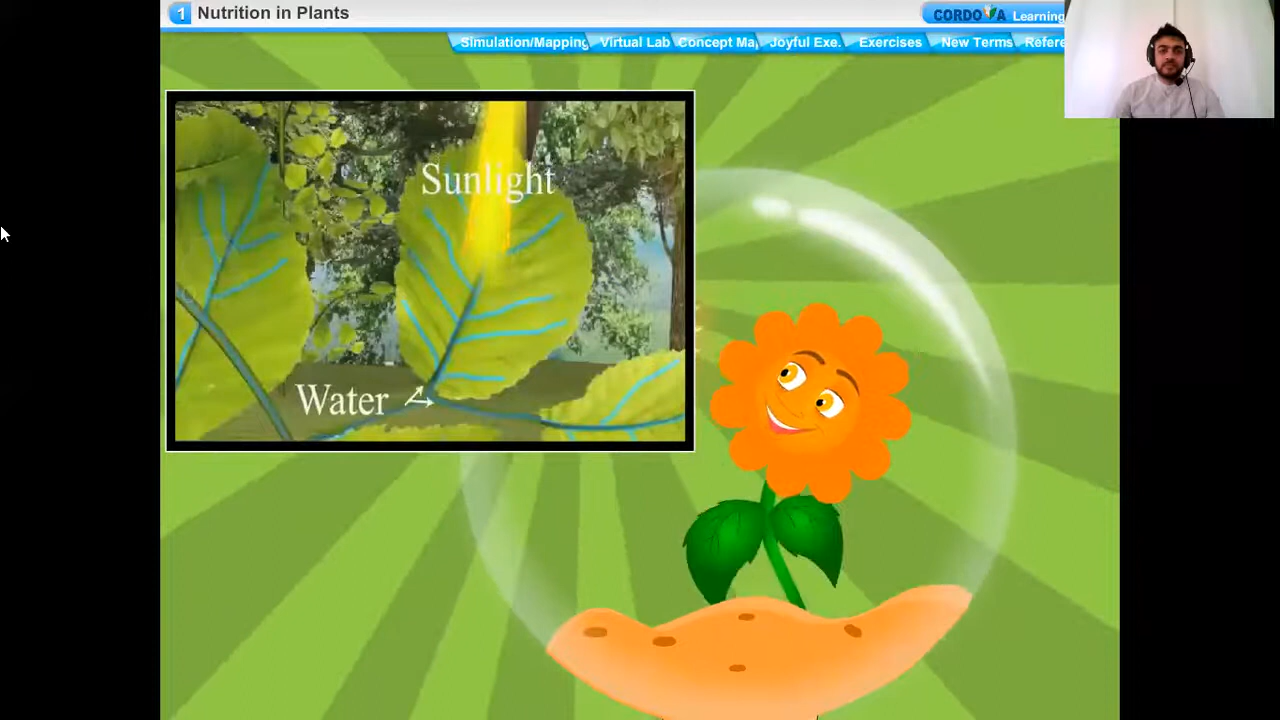 1 Nutrition in Plants
CORDOVA Learning
Simulation/Mapping Virtual Lab Concept Ma Joyful Exe. Exercises New Terms Refere
Sunlight
Water